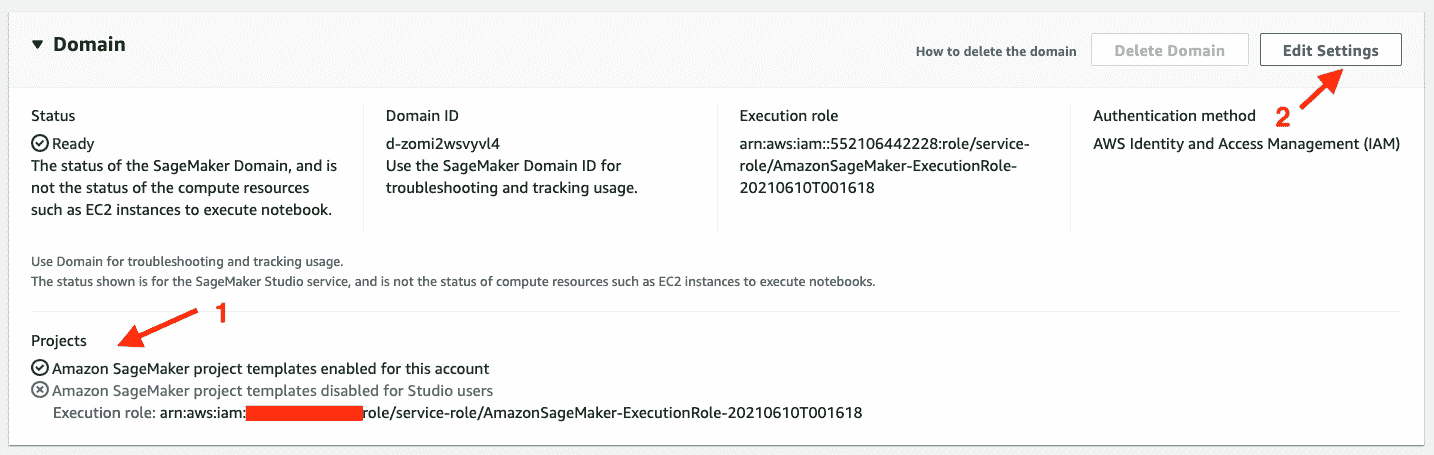 Domain
How to delete the domain
Delete Domain
Edit Settings
2
Status
Ready
The status of the SageMaker Domain, and is
not the status of the compute resources
such as EC2 instances to execute notebook.
Domain ID
d-zomi2wsvyvl4
Use the SageMaker Domain ID for
troubleshooting and tracking usage.
Execution role
arn:aws:iam::552106442228:role/service-
role/AmazonSageMaker-ExecutionRole-
20210610T001618
Authentication method
AWS Identity and Access Management (IAM)
Use Domain for troubleshooting and tracking usage.
The status shown is for the SageMaker Studio service, and is not the status of compute resources such as EC2 instances to execute notebooks.
1
Projects
Amazon SageMaker project templates enabled for this account
Amazon SageMaker project templates disabled for Studio users
Execution role: arn:aws:iam: role/service-role/AmazonSageMaker-ExecutionRole-20210610T001618